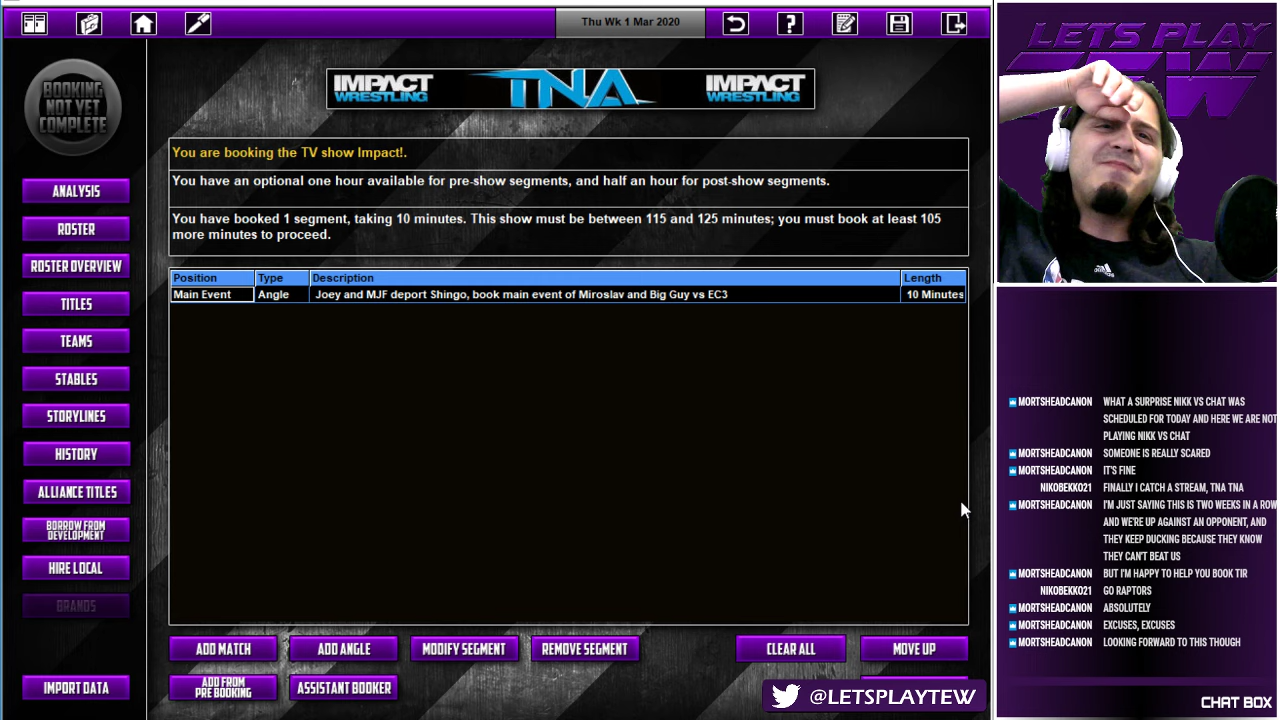 Thu Wk 1 Mar 2020
LETS PLAY
TEW
BOOKING
NOT YET
COMPLETE
IMPACT
WRESTLING
TNA
IMPACT
WRESTLING
You are booking the TV show Impact!.
You have an optional one hour available for pre-show segments, and half an hour for post-show segments.
You have booked 1 segment, taking 10 minutes. This show must be between 115 and 125 minutes; you must book at least 105
more minutes to proceed.
Position Type Description Length
Main Event Angle Joey and MJF deport Shingo, book main event of Miroslav and Big Guy vs EC3 10 Minutes
ANALYSIS
ROSTER
ROSTER OVERVIEW
TITLES
TEAMS
STABLES
STORYLINES
HISTORY
ALLIANCE TITLES
BORROW FROM
DEVELOPMENT
HIRE LOCAL
BRANDS
IMPORT DATA
ADD MATCH
ADD ANGLE
MODIFY SEGMENT
REMOVE SEGMENT
CLEAR ALL
MOVE UP
ADD FROM
PRE BOOKING
ASSISTANT BOOKER
@LETSPLAYTEW
adidas
MORTSHEADCANON WHAT A SURPRISE NIKK VS CHAT WAS
SCHEDULED FOR TODAY AND HERE WE ARE NOT
PLAYING NIKK VS CHAT
MORTSHEADCANON SOMEONE IS REALLY SCARED
MORTSHEADCANON IT'S FINE
NIKOBEKKO21 FINALLY I CATCH A STREAM, TNA TNA
MORTSHEADCANON I'M JUST SAYING THIS IS TWO WEEKS IN A ROW
AND WE'RE UP AGAINST AN OPPONENT, AND
THEY KEEP DUCKING BECAUSE THEY KNOW
THEY CAN'T BEAT US
MORTSHEADCANON BUT I'M HAPPY TO HELP YOU BOOK TIR
NIKOBEKKO21 GO RAPTORS
MORTSHEADCANON ABSOLUTELY
MORTSHEADCANON EXCUSES, EXCUSES
MORTSHEADCANON LOOKING FORWARD TO THIS THOUGH
CHAT BOX